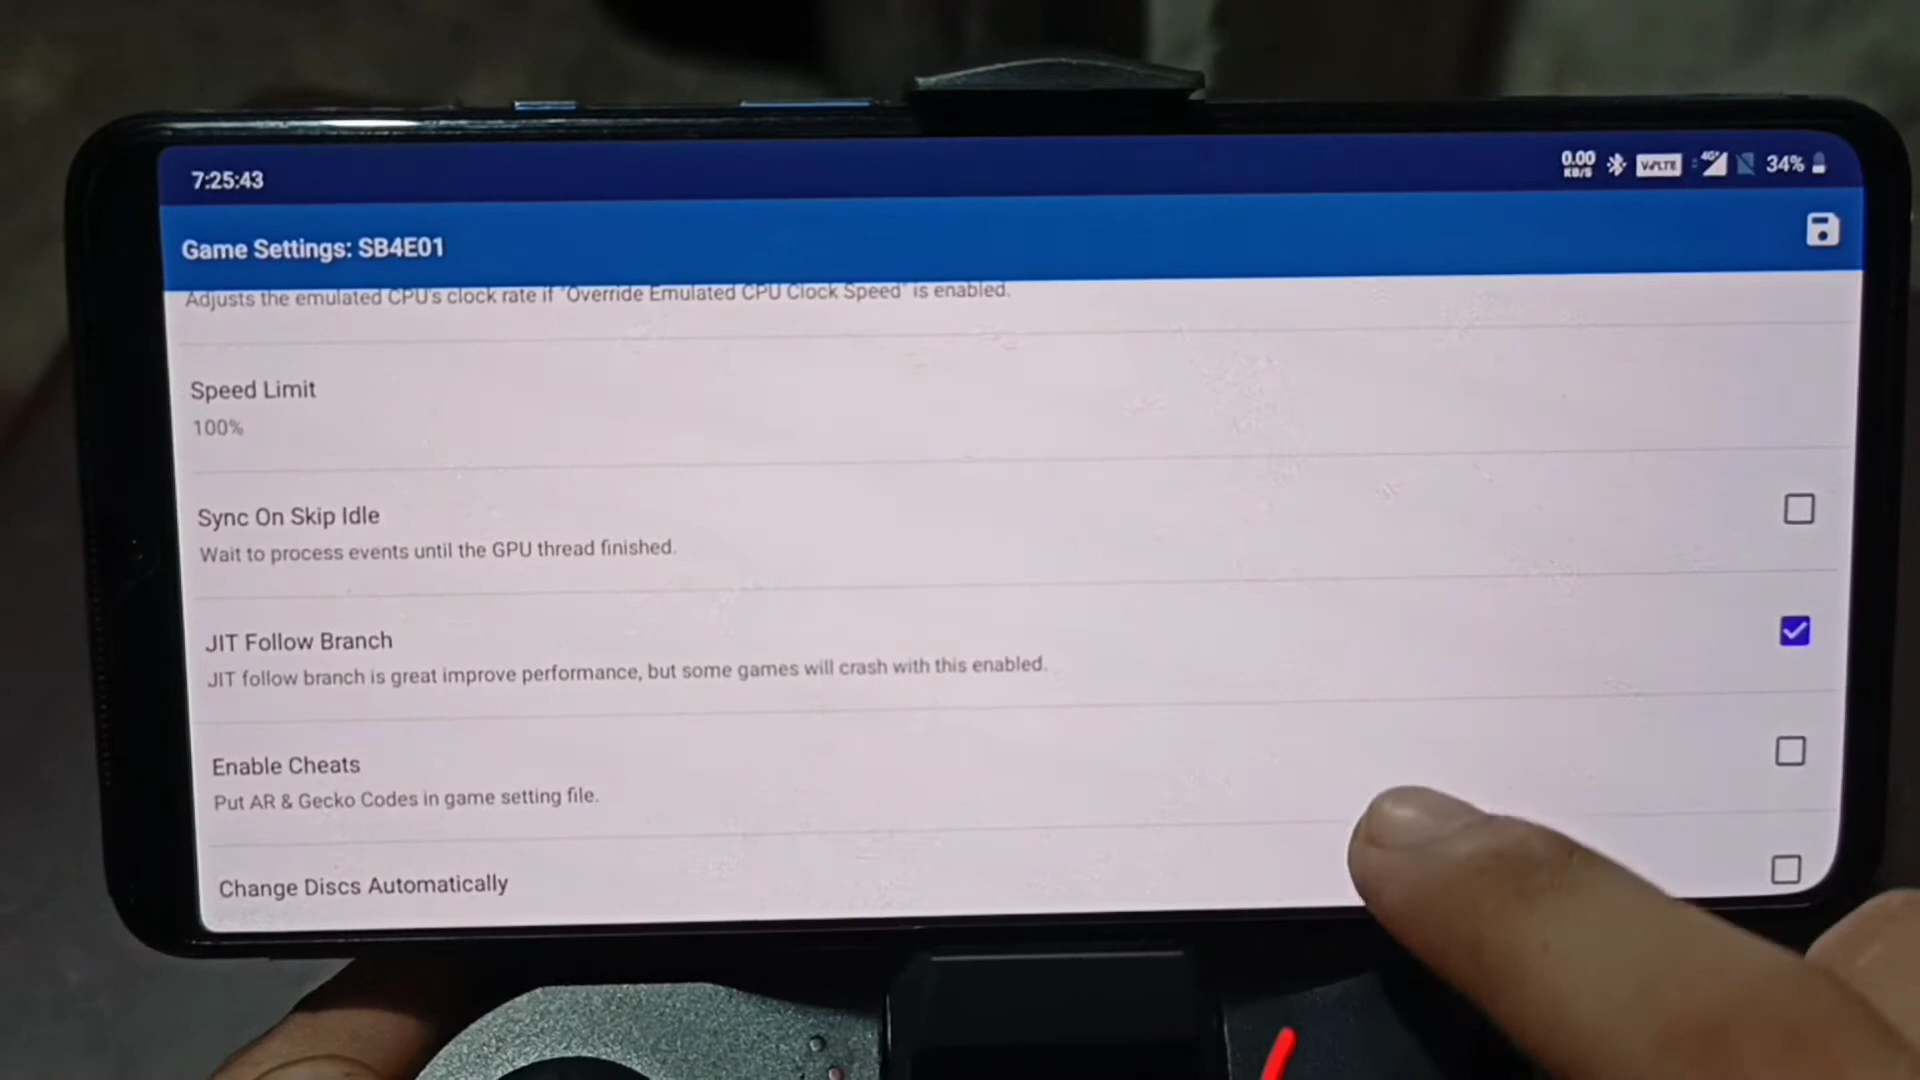 7:25:43
0.00
KB/S
VoLTE
4G+
34%
Game Settings: SB4E01
Adjusts the emulated CPU's clock rate if "Override Emulated CPU Clock Speed" is enabled.
Speed Limit
100%
Sync On Skip Idle
Wait to process events until the GPU thread finished.
JIT Follow Branch
JIT follow branch is great improve performance, but some games will crash with this enabled.
Enable Cheats
Put AR & Gecko Codes in game setting file.
Change Discs Automatically